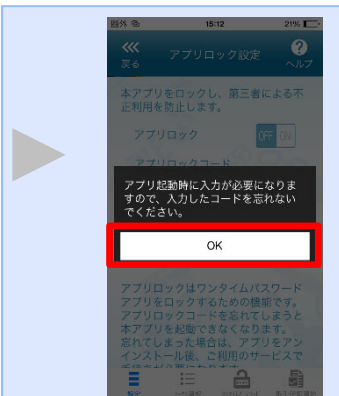 圏外
15:12
21%
戻る
アプリロック設定
?
ヘルプ
本アプリをロックし、第三者による不
正利用を防止します。
アプリロック
OFF ON
アプリロックコード
アプリ起動時に入力が必要になりま
すので、入力したコードを忘れない
でください。
OK
アプリロックはワンタイムパスワード
アプリをロックするための機能です。
アプリロックコードを忘れてしまうと
本アプリを起動できなくなります。
忘れてしまった場合は、アプリをアン
インストール後、ご利用のサービスで